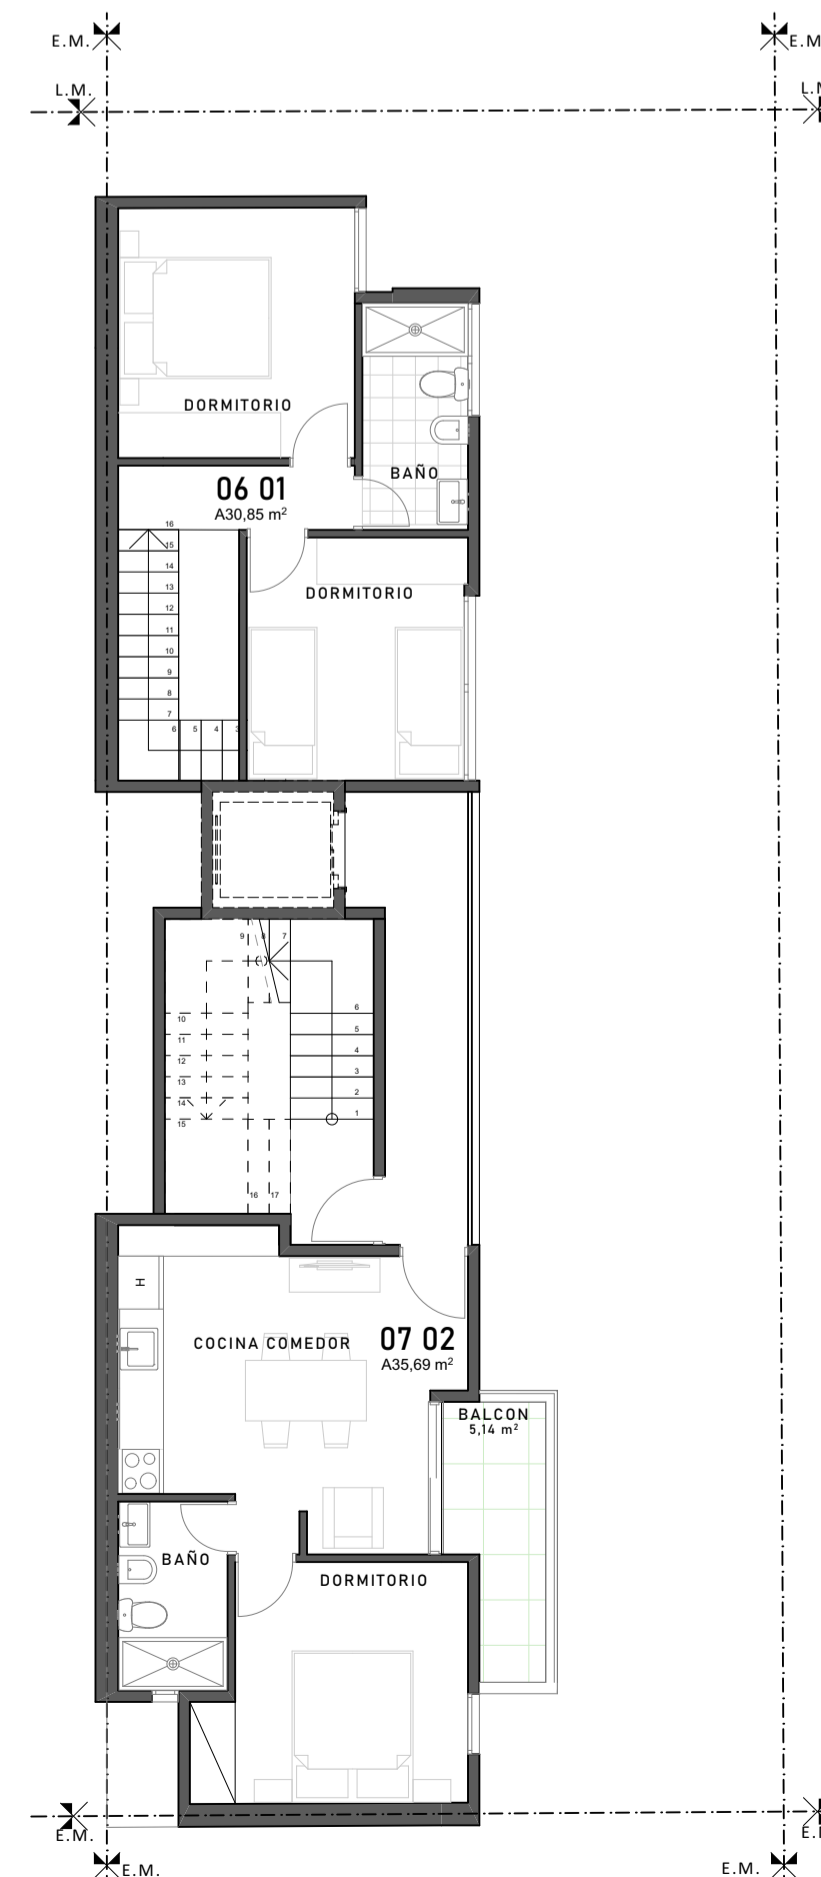 E.M.
E.M
L.M.
L.M
DORMITORIO
BAÑO
06 01
A30,85 m²
16
15
14
13
12
11
10
9
8
7
6 5 4 3
DORMITORIO
9 8 7
6
5
4
3
2
1
10
11
12
13
14
15
16 17
H
COCINA COMEDOR
07 02
A35,69 m²
BALCON
5,14 m²
BAÑO
DORMITORIO
E.M.
E.M.
E.M.